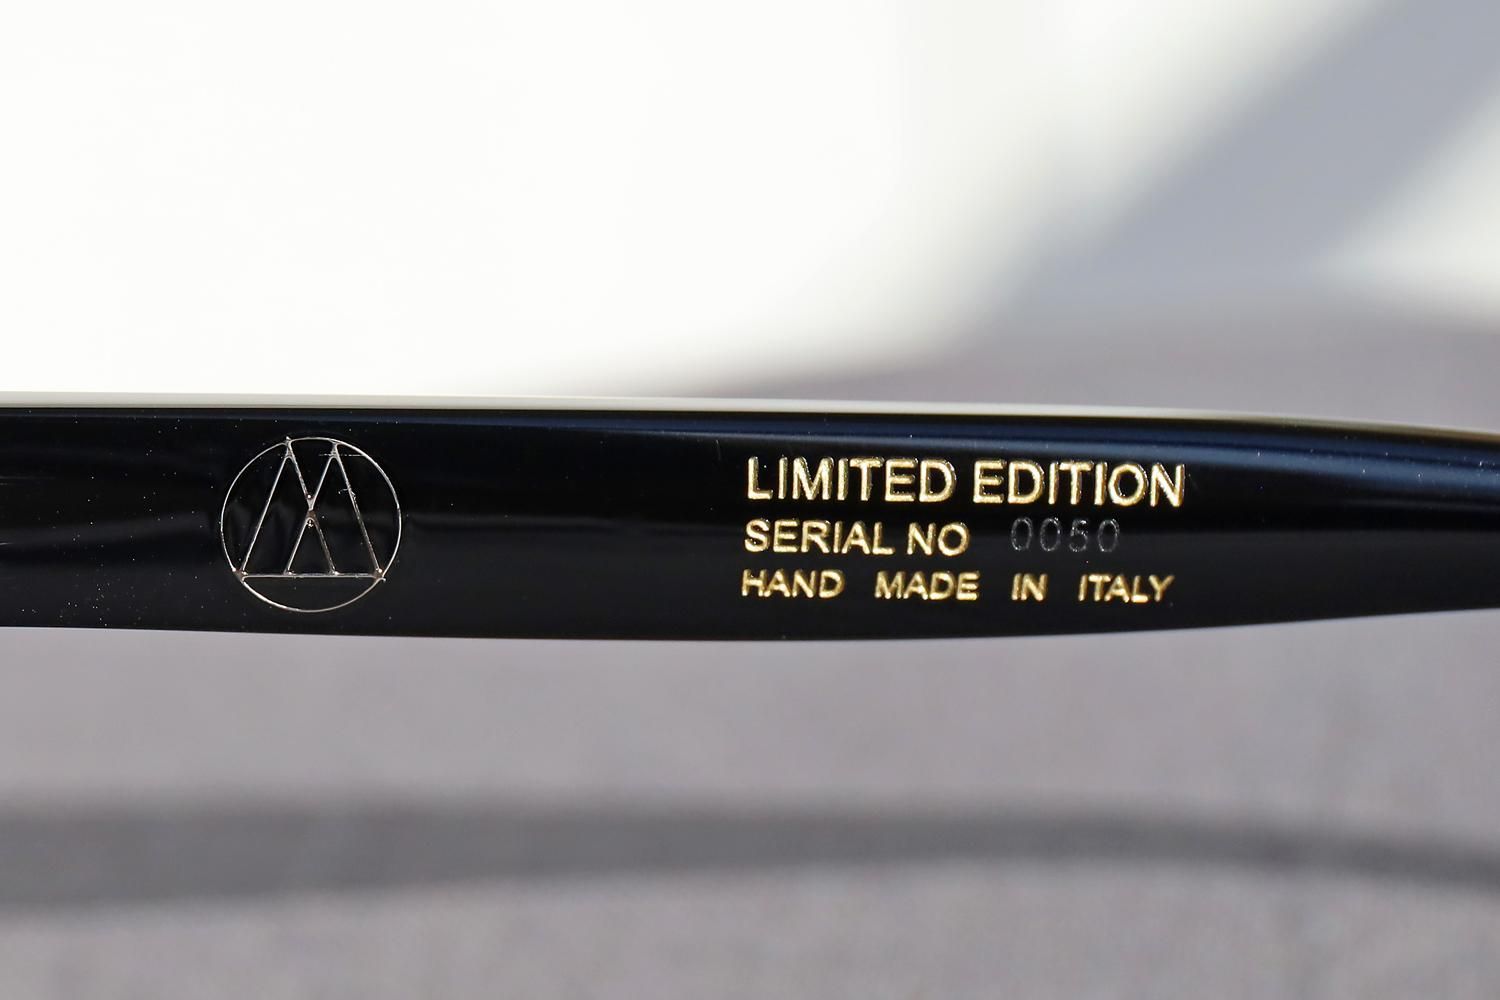 LIMITED EDITION
SERIAL NO 0050
HAND MADE IN ITALY